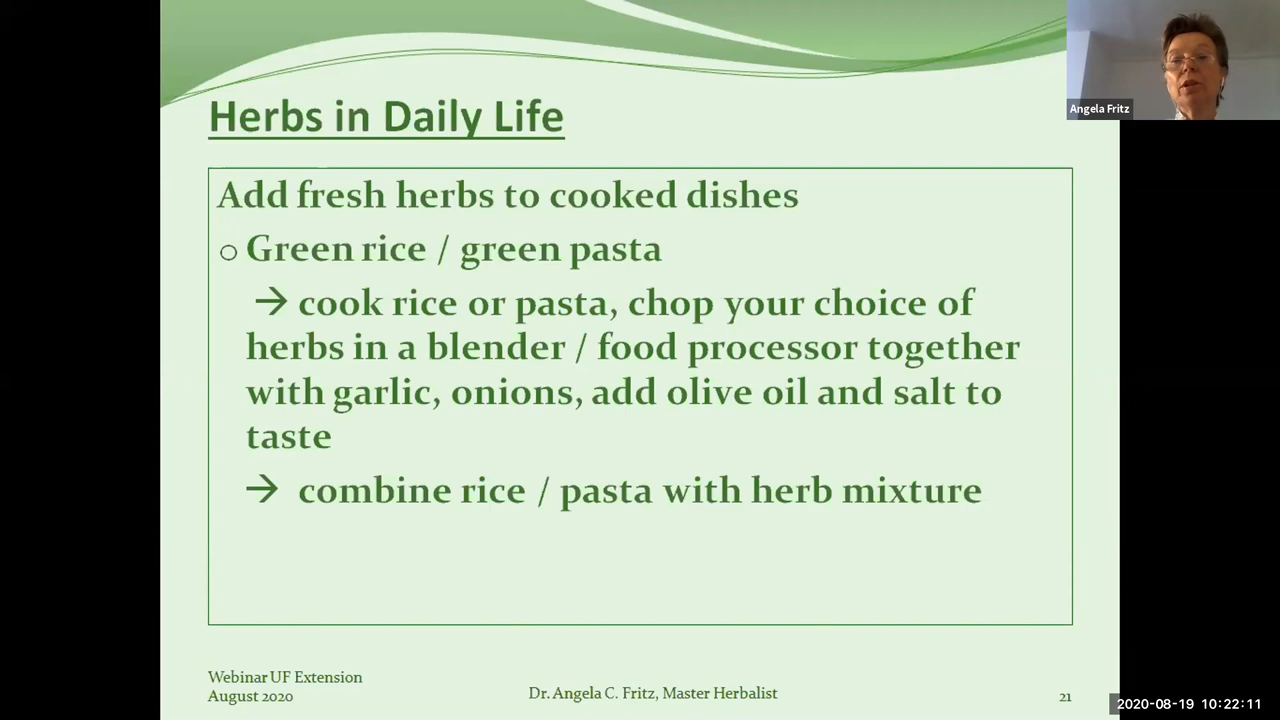 Angela Fritz
Herbs in Daily Life
Add fresh herbs to cooked dishes
○ Green rice / green pasta
→ cook rice or pasta, chop your choice of
herbs in a blender / food processor together
with garlic, onions, add olive oil and salt to
taste
→ combine rice / pasta with herb mixture
Webinar UF Extension
August 2020
Dr. Angela C. Fritz, Master Herbalist
21
2020-08-19 10:22:11